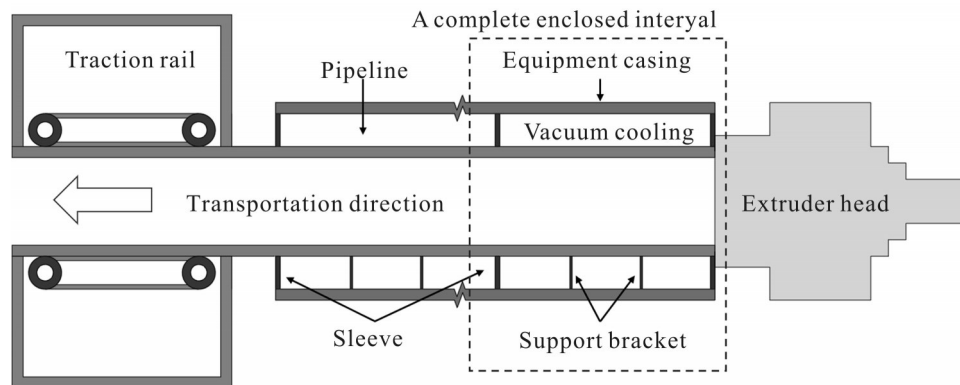 A complete enclosed interyal
Traction rail
Pipeline
Equipment casing
Vacuum cooling
Transportation direction
Extruder head
Sleeve
Support bracket